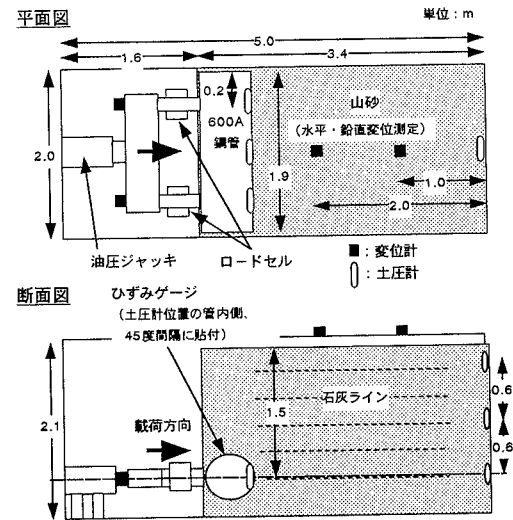 平面図
単位：m
5.0
1.6
3.4
0.2
600A
鋼管
山砂
（水平・鉛直変位測定）
2.0
1.9
1.0
2.0
油圧ジャッキ
ロードセル
：変位計
：土圧計
断面図
ひずみゲージ
（土圧計位置の管内側、
45度間隔に貼付）
石灰ライン
1.5
0.6
2.1
載荷方向
0.6